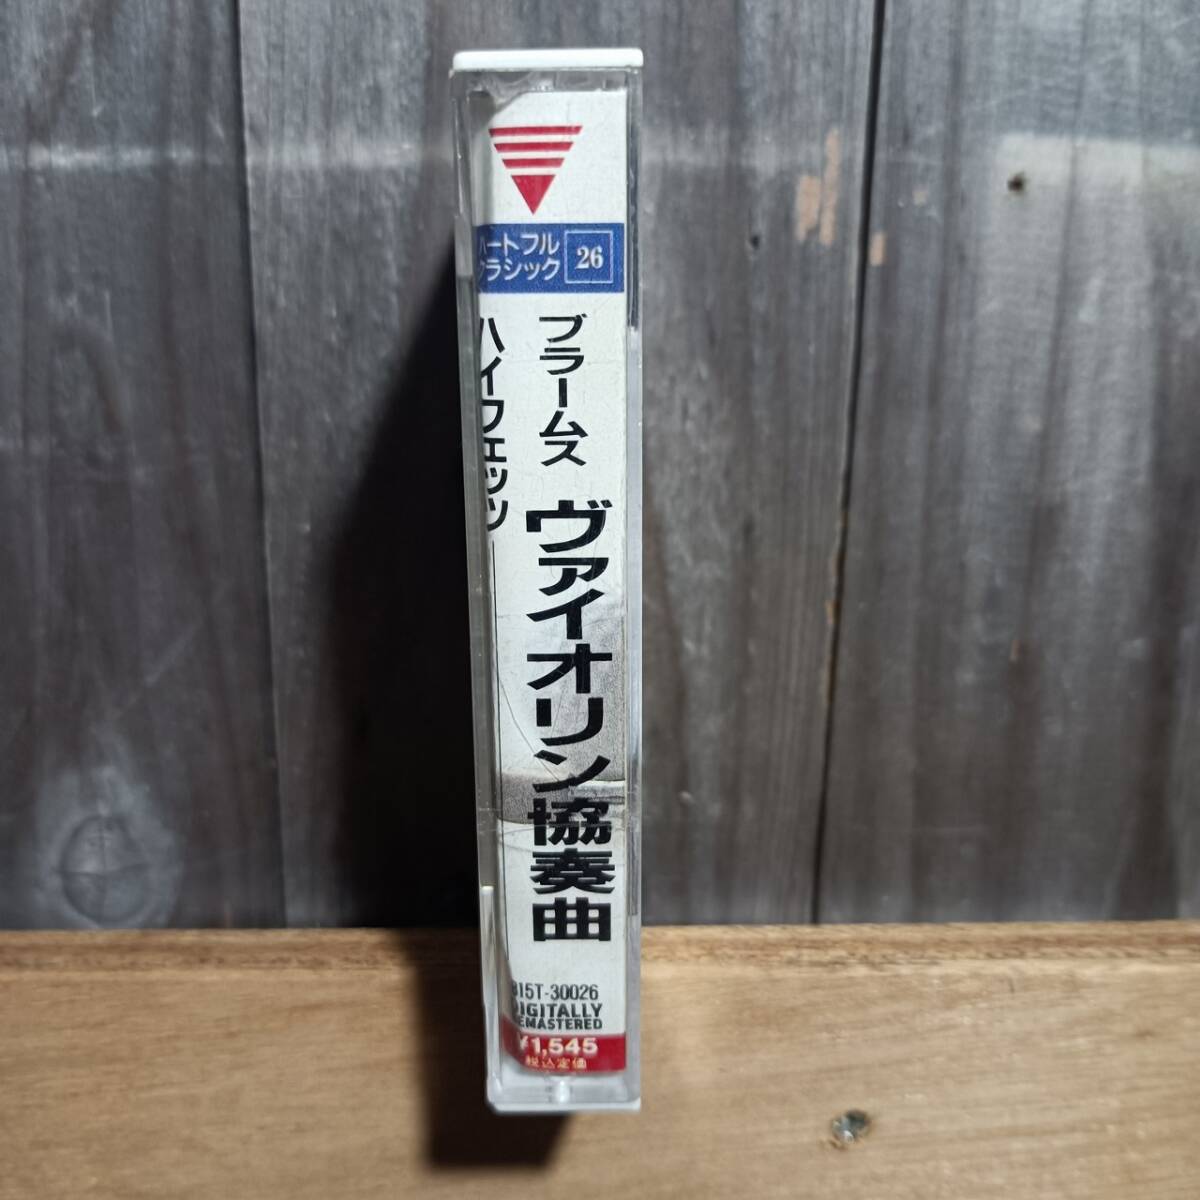 ハートフル
クラシック
26
ブラームス
ヴァイオリン協奏曲
ハイフェッツ
B15T-30026
DIGITALLY
REMASTERED
¥1,545
税込定価